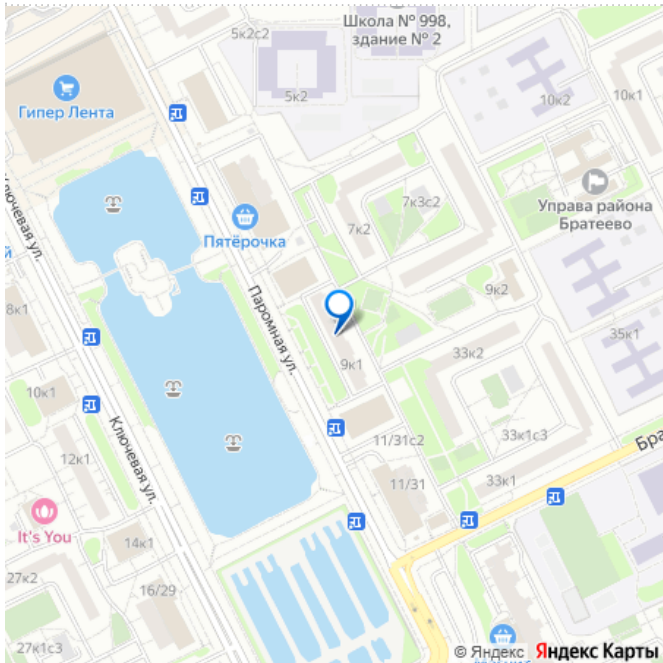 Школа № 998,
здание № 2
5к2с2
5к2
Гипер Лента
10к2
10к1
Управа района
Братеево
7к3с2
7к2
Пятёрочка
Ключевая ул.
й
8к1
9к2
Паромная ул.
35к1
33к2
9к1
10к1
Ключевая ул.
12к1
11/31с2
33к1с3
Бра
33к1
11/31
It's You
14к1
27к2
16/29
27к1с3
© Яндекс Яндекс Карты